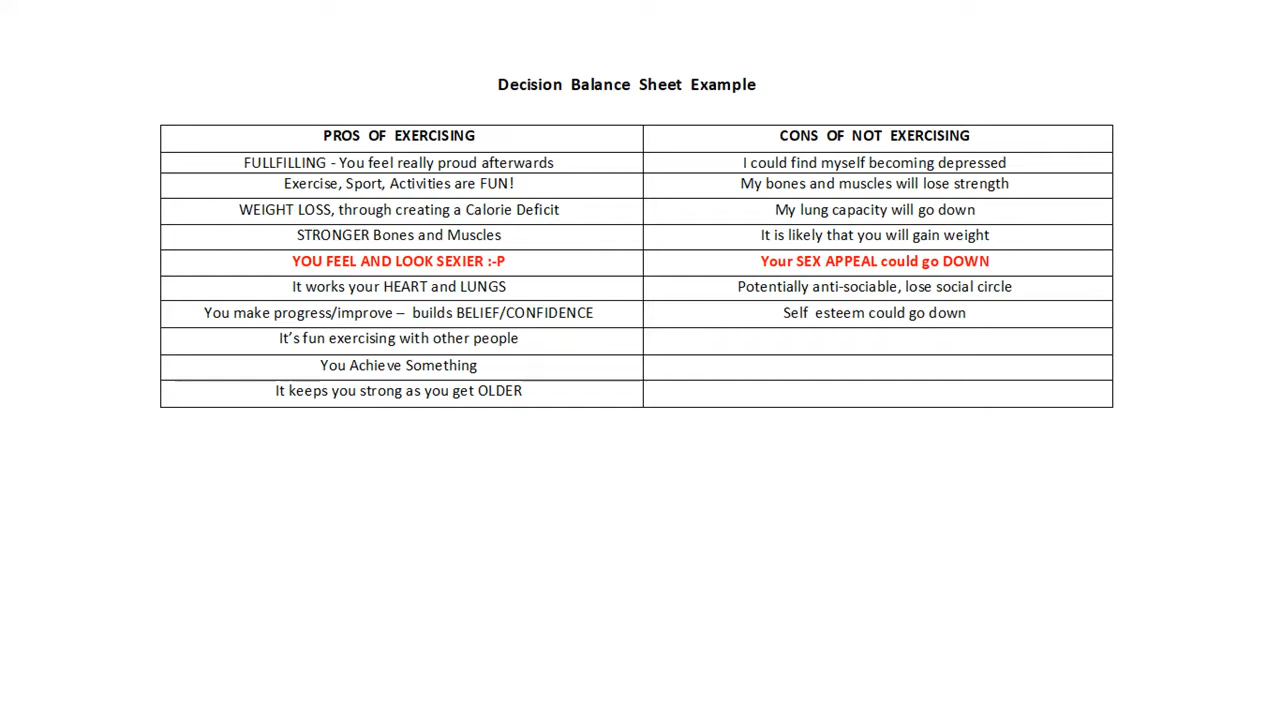 Decision Balance Sheet Example
PROS OF EXERCISING CONS OF NOT EXERCISING
FULLFILLING - You feel really proud afterwards I could find myself becoming depressed
Exercise, Sport, Activities are FUN! My bones and muscles will lose strength
WEIGHT LOSS, through creating a Calorie Deficit My lung capacity will go down
STRONGER Bones and Muscles It is likely that you will gain weight
YOU FEEL AND LOOK SEXIER :-P Your SEX APPEAL could go DOWN
It works your HEART and LUNGS Potentially anti-sociable, lose social circle
You make progress/improve – builds BELIEF/CONFIDENCE Self esteem could go down
It’s fun exercising with other people
You Achieve Something
It keeps you strong as you get OLDER